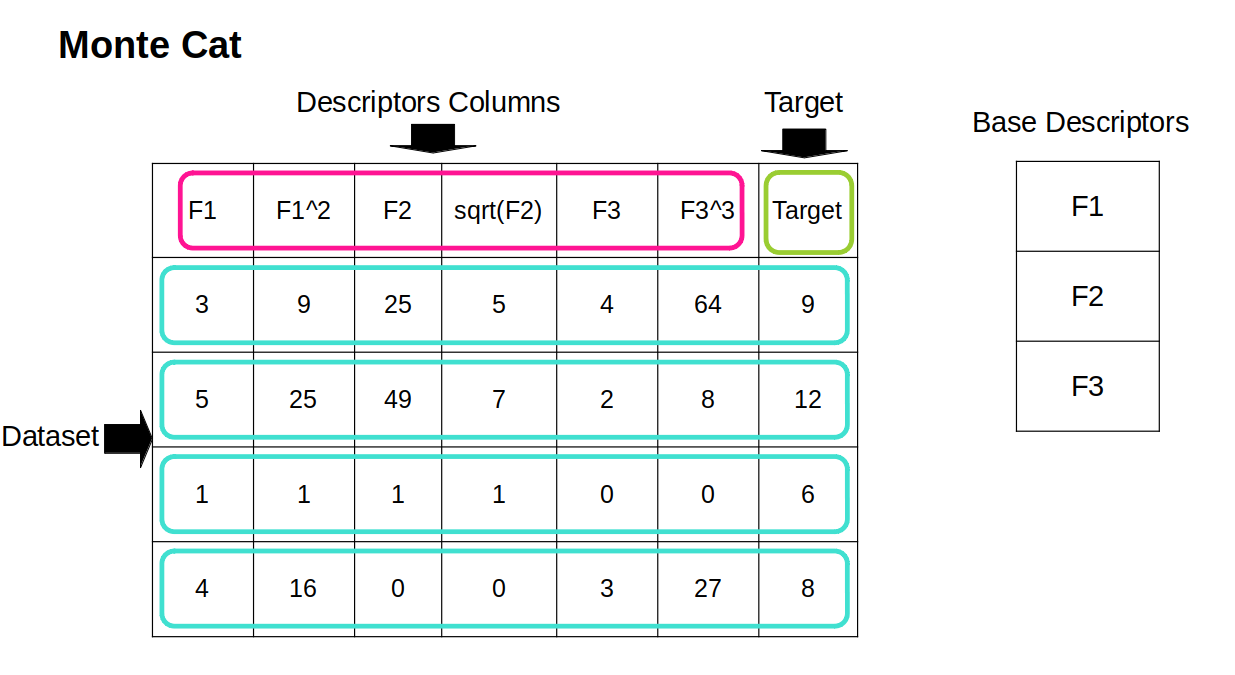 Monte Cat
Descriptors Columns
Target
Base Descriptors
F1 F1^2 F2 sqrt(F2) F3 F3^3 Target
3 9 25 5 4 64 9
5 25 49 7 2 8 12
Dataset
1 1 1 1 0 0 6
4 16 0 0 3 27 8
F1
F2
F3